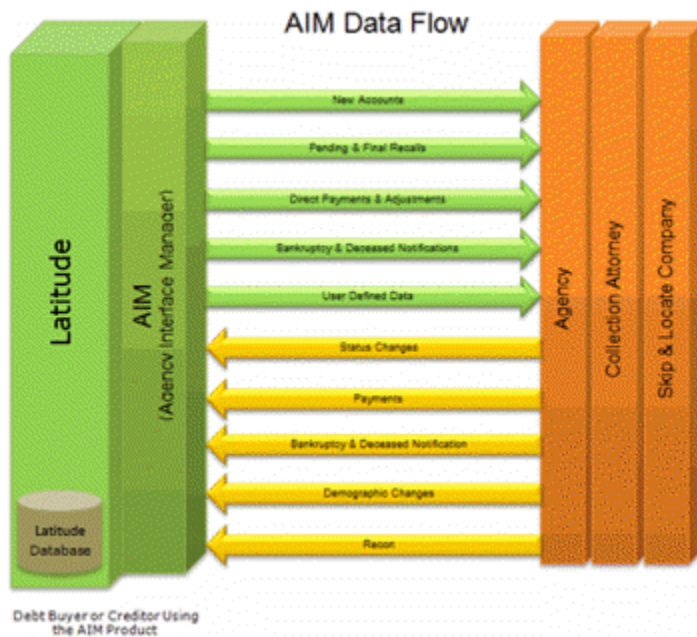 AIM Data Flow
New Accounts
Pending & Final Recalls
Direct Payments & Adjustments
Bankruptcy & Deceased Notifications
User Defined Data
Status Changes
Payments
Bankruptcy & Deceased Notification
Demographic Changes
Recon
Latitude
AIM
(Agency Interface Manager)
Agency
Collection Attorney
Skip & Locate Company
Latitude
Database
Debt Buyer or Creditor Using
the AIM Product